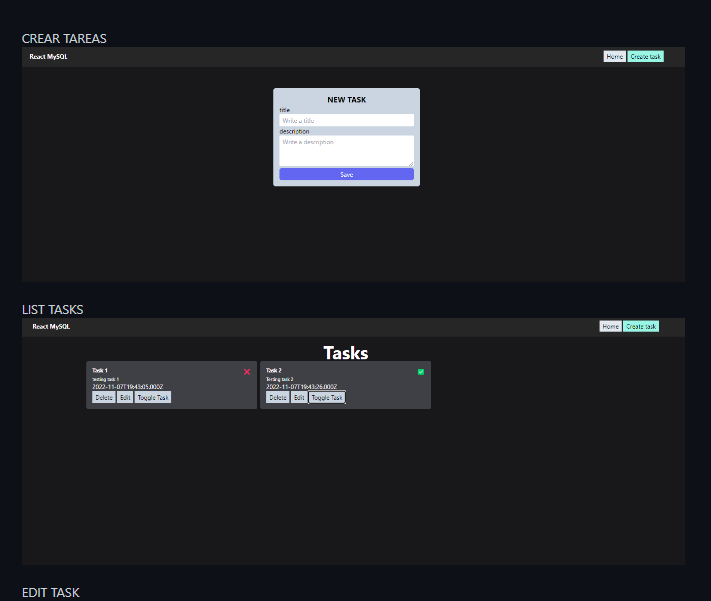 CREAR TAREAS
React MySQL
Home Create task
NEW TASK
title
Write a title
description
Write a description
Save
LIST TASKS
React MySQL
Home Create task
Tasks
Task 1
testing task 1
2022-11-07T19:43:05.000Z
Delete Edit Toggle Task
Task 2
Testing task 2
2022-11-07T19:43:26.000Z
Delete Edit Toggle Task
EDIT TASK